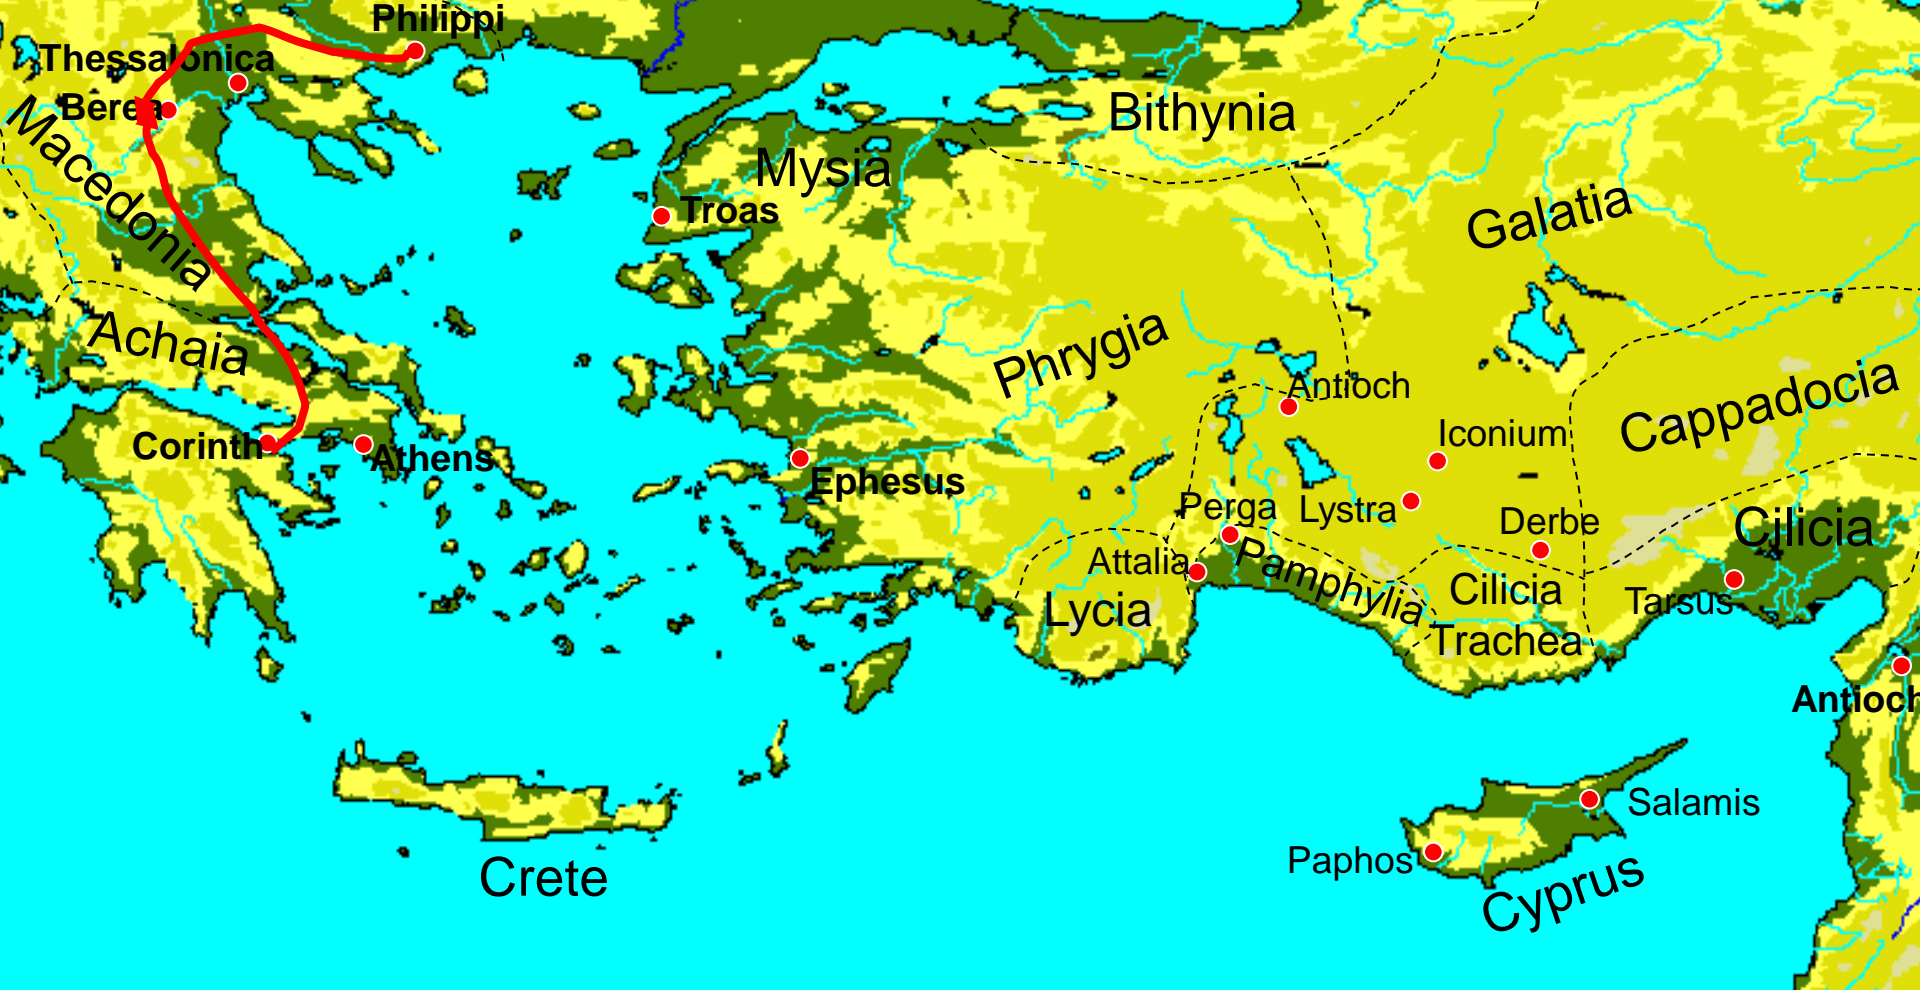 Philippi
Thessalonica
Berea
Macedonia
Achaia
Corinth
Athens
Troas
Mysia
Bithynia
Galatia
Phrygia
Cappadocia
Antioch
Iconium
Lystra
Derbe
Ephesus
Perga
Attalia
Pamphylia
Lycia
Cilicia
Trachea
Cilicia
Tarsus
Antioch
Salamis
Paphos
Cyprus
Crete